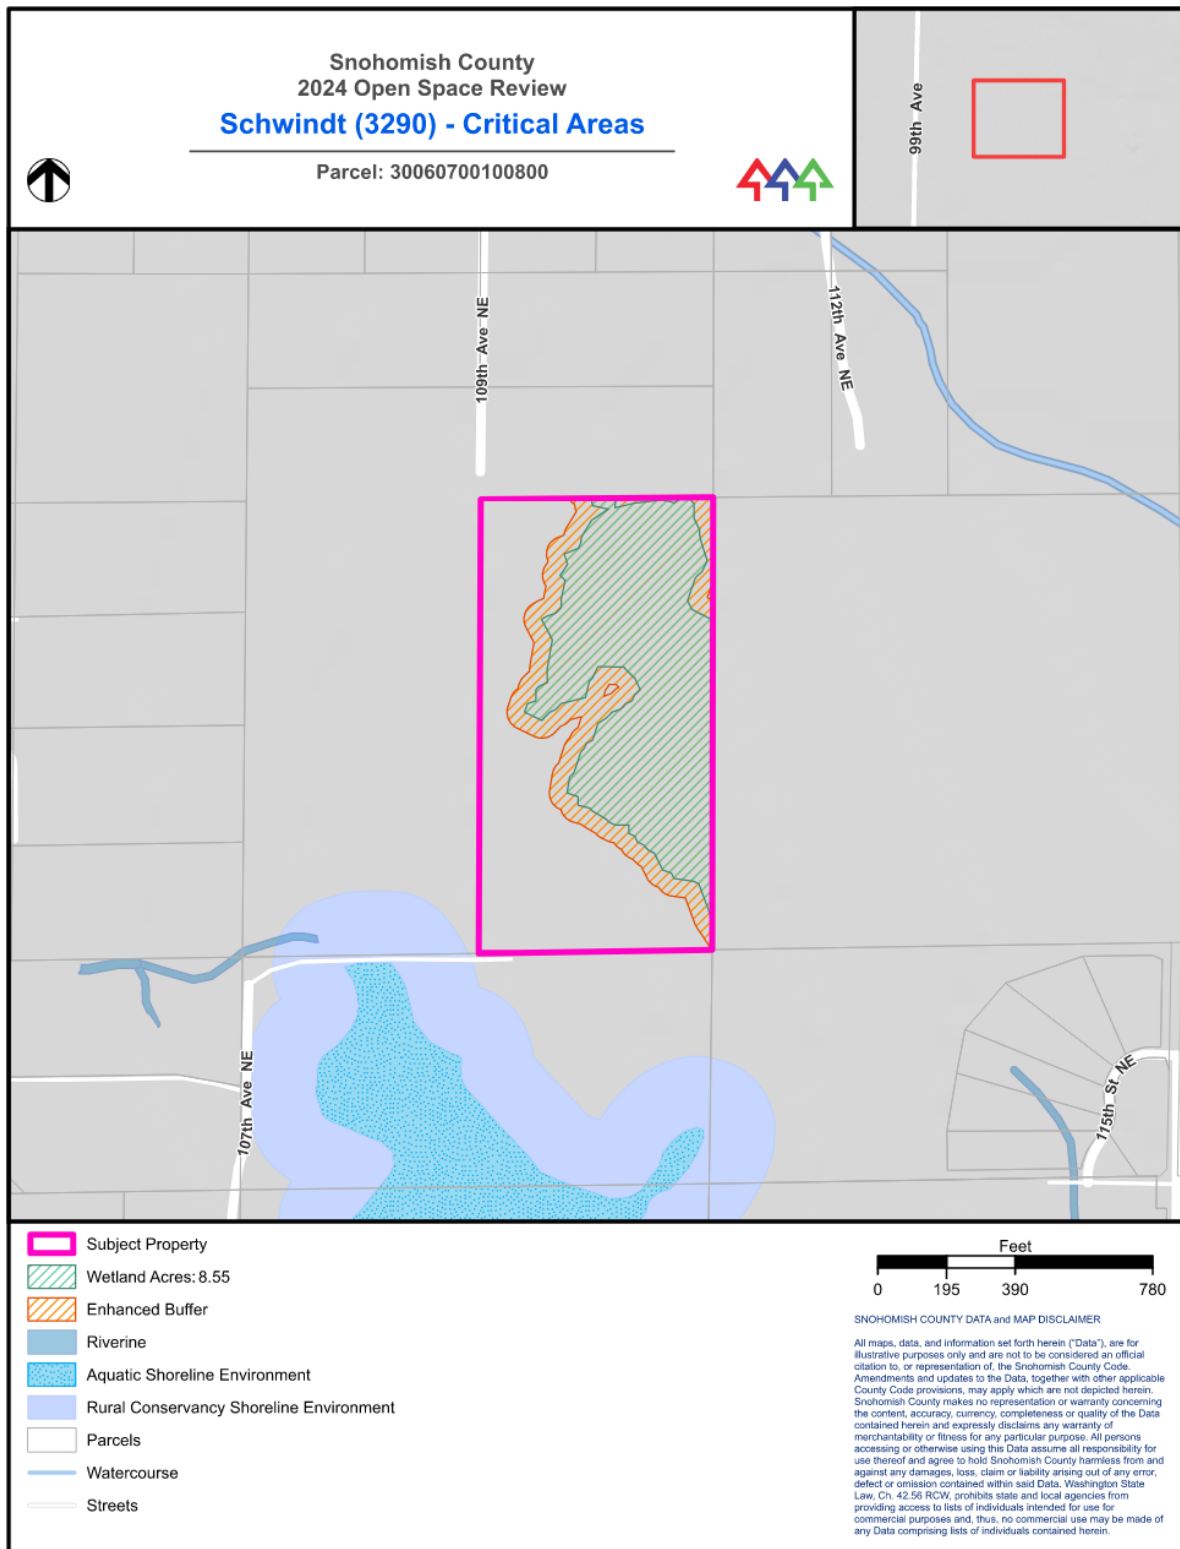 Snohomish County
2024 Open Space Review
Schwindt (3290) - Critical Areas
Parcel: 30060700100800
99th Ave
109th Ave NE
112th Ave NE
107th Ave NE
115th St NE
Subject Property
Wetland Acres: 8.55
Enhanced Buffer
Riverine
Aquatic Shoreline Environment
Rural Conservancy Shoreline Environment
Parcels
Watercourse
Streets
Feet
0 195 390 780
SNOHOMISH COUNTY DATA and MAP DISCLAIMER
All maps, data, and information set forth herein ("Data"), are for
illustrative purposes only and are not to be considered an official
citation to, or representation of, the Snohomish County Code.
Amendments and updates to the Data, together with other applicable
County Code provisions, may apply which are not depicted herein.
Snohomish County makes no representation or warranty concerning
the content, accuracy, currency, completeness or quality of the Data
contained herein and expressly disclaims any warranty of
merchantability or fitness for any particular purpose. All persons
accessing or otherwise using this Data assume all responsibility for
use thereof and agree to hold Snohomish County harmless from and
against any damages, loss, claim or liability arising out of any error,
defect or omission contained within said Data. Washington State
Law, Ch. 42.56 RCW, prohibits state and local agencies from
providing access to lists of individuals intended for use for
commercial purposes and, thus, no commercial use may be made of
any Data comprising lists of individuals contained herein.